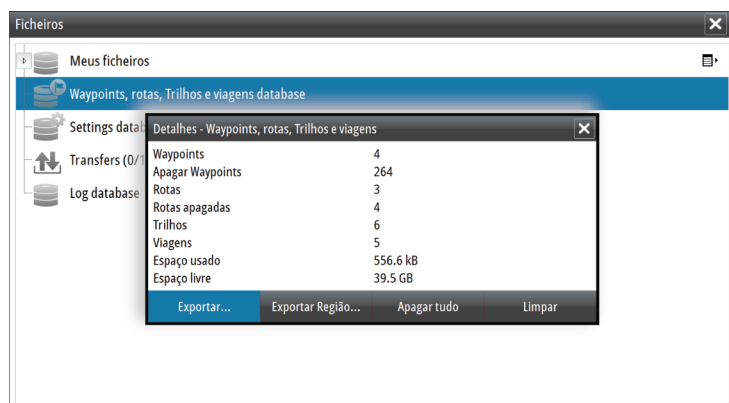 Ficheiros
Meus ficheiros
Waypoints, rotas, Trilhos e viagens database
Settings datab
Detalhes - Waypoints, rotas, Trilhos e viagens
Transfers (0/1
Log database
Waypoints 4
Apagar Waypoints 264
Rotas 3
Rotas apagadas 4
Trilhos 6
Viagens 5
Espaço usado 556.6 kB
Espaço livre 39.5 GB
Exportar... Exportar Região... Apagar tudo Limpar